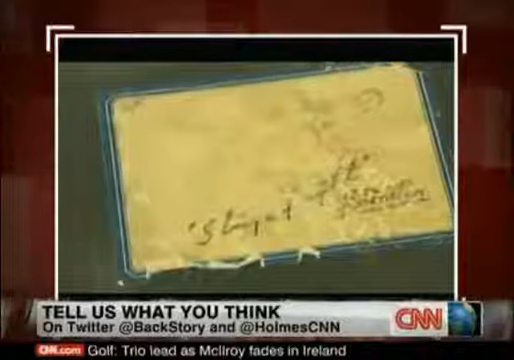 TELL US WHAT YOU THINK
On Twitter @BackStory and @HolmesCNN
CNN
CNN.com Golf: Trio lead as McIlroy fades in Ireland